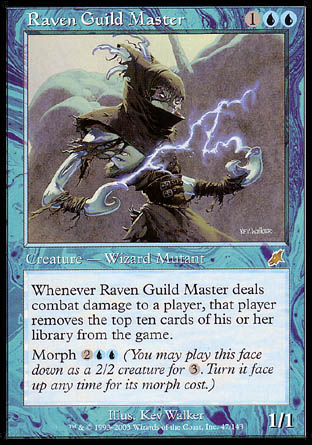 Raven Guild Master 1
Creature — Wizard Mutant
Whenever Raven Guild Master deals
combat damage to a player, that player
removes the top ten cards of his or her
library from the game.
Morph 2 (You may play this face
down as a 2/2 creature for 3. Turn it face
up any time for its morph cost.)
Illus. Kev Walker
™ & © 1993-2003 Wizards of the Coast, Inc. 47/143
1/1